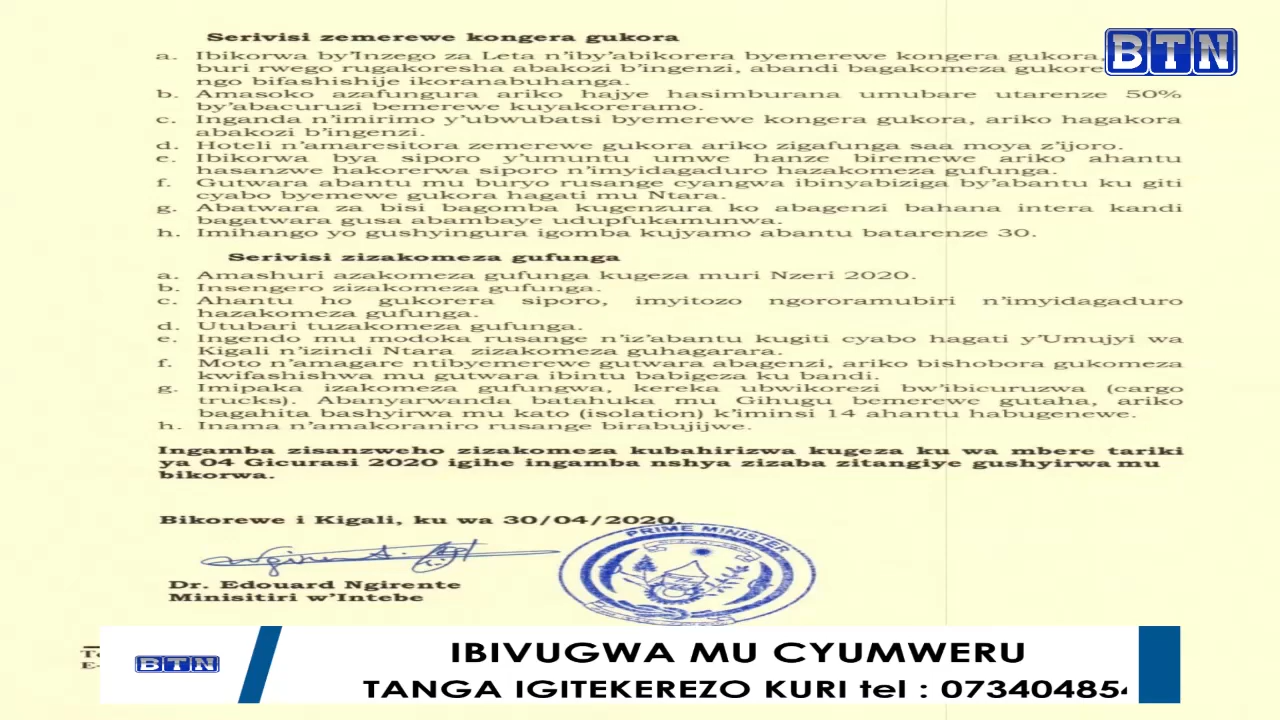 Serivisi zemerewe kongera gukora
a. Ibikorwa by'Inzego za Leta n'iby'abikorera byemerewe kongera gukora,
buri rwego rugakoresha abakozi b'ingenzi, abandi bagakomeza gukore
ngo bifashishije ikoranabuhanga.
b. Amasoko azafungura ariko hajye hasimburana umubare utarenze 50%
by'abacuruzi bemerewe kuyakoreramo.
c. Inganda n'imirimo y'ubwubatsi byemerewe kongera gukora, ariko hagakora
abakozi b'ingenzi.
d. Hoteli n'amaresitora zemerewe gukora ariko zigafunga saa moya z'ijoro.
e. Ibikorwa bya siporo y'umuntu umwe hanze biremewe ariko ahantu
hasanzwe hakorerwa siporo n'imyidagaduro hazakomeza gufunga.
f. Gutwara abantu mu buryo rusange cyangwa ibinyabiziga by'abantu ku giti
cyabo byemewe gukora hagati mu Ntara.
g. Abatwara za bisi bagomba kugenzura ko abagenzi bahana intera kandi
bagatwara gusa abambaye udupfukamunwa.
h. Imihango yo gushyingura igomba kujyamo abantu batarenze 30.
Serivisi zizakomeza gufunga
a. Amashuri azakomeza gufunga kugeza muri Nzeri 2020.
b. Insengero zizakomeza gufunga.
c. Ahantu ho gukorera siporo, imyitozo ngororamubiri n'imyidagaduro
hazakomeza gufunga.
d. Utubari tuzakomeza gufunga.
e. Ingendo mu modoka rusange n'iz'abantu kugiti cyabo hagati y'Umujyi wa
Kigali n'izindi Ntara zizakomeza guhagarara.
f. Moto n'amagare ntibyemerewe gutwara abagenzi, ariko bishobora gukomeza
kwifashishwa mu gutwara ibintu babigeza ku bandi.
g. Imipaka izakomeza gufungwa, kereka ubwikorezi bw'ibicuruzwa (cargo
trucks). Abanyarwanda batahuka mu Gihugu bemerewe gutaha, ariko
bagahita bashyirwa mu kato (isolation) k'iminsi 14 ahantu habugenewe.
h. Inama n'amakoraniro rusange birabujijwe.
Ingamba zisanzweho zizakomeza kubahirizwa kugeza ku wa mbere tariki
ya 04 Gicurasi 2020 igihe ingamba nshya zizaba zitangiye gushyirwa mu
bikorwa.
Bikorewe i Kigali, ku wa 30/04/2020.
PRIME MINISTER
Dr. Edouard Ngirente
Minisitiri w'Intebe
BTN
BTN
IBIVUGWA MU CYUMWERU
TANGA IGITEKEREZO KURI tel : 073404854